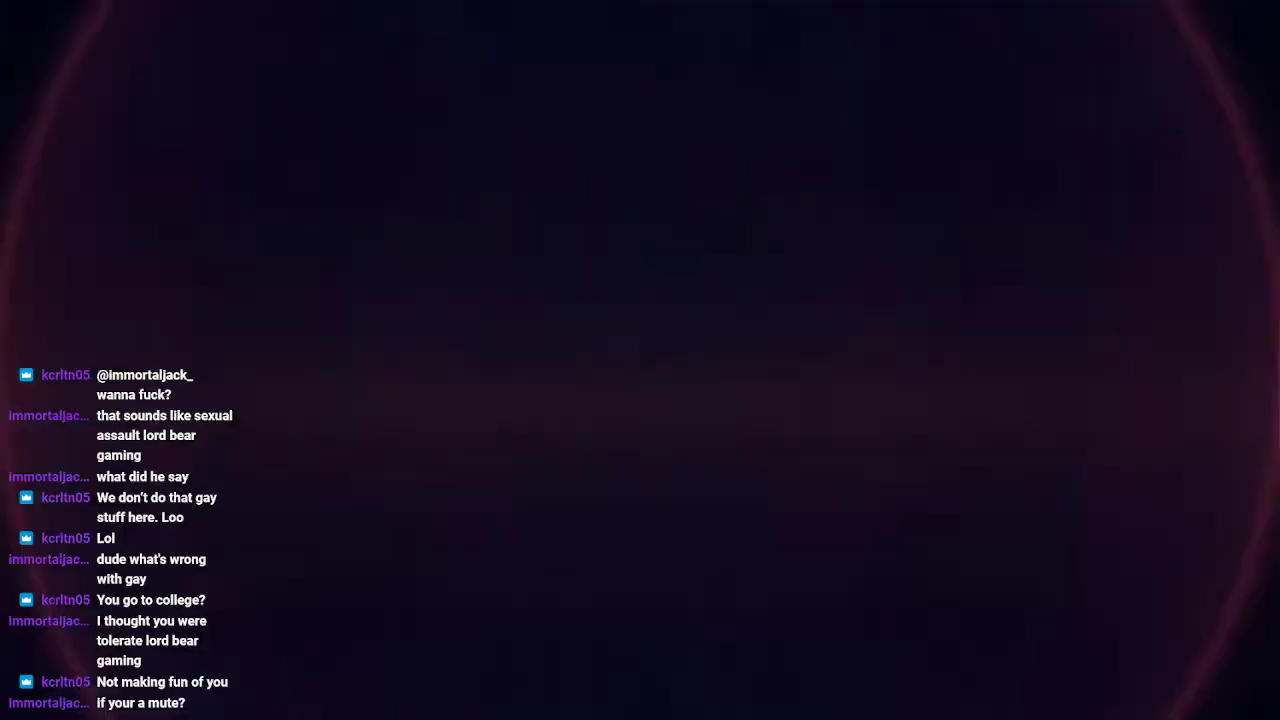 kcrltn05 @immortaljack_
wanna fuck?
immortaljac... that sounds like sexual
assault lord bear
gaming
immortaljac... what did he say
kcrltn05 We don't do that gay
stuff here. Loo
kcrltn05 Lol
immortaljac... dude what's wrong
with gay
kcrltn05 You go to college?
immortaljac... I thought you were
tolerate lord bear
gaming
kcrltn05 Not making fun of you
immortaljac... if your a mute?